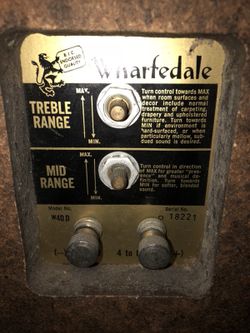 B.I.C.
ENDORSED
QUALITY
Wharfedale
TREBLE
RANGE
MAX.
MIN.
Turn control towards MAX
when room surfaces and
decor include normal
treatment of carpeting,
drapery and upholstered
furniture. Turn towards
MIN if environment is
hard-surfaced, or when
particularly mellow, sub-
dued sound is desired.
MID
RANGE
MAX.
MIN.
Turn control in direction
of MAX for greater "pres-
ence" and musical de-
finition. Turn towards
MIN for softer, blended
sound.
Model No.
W40D
Serial No.
18221
(–)
4 to
(+)